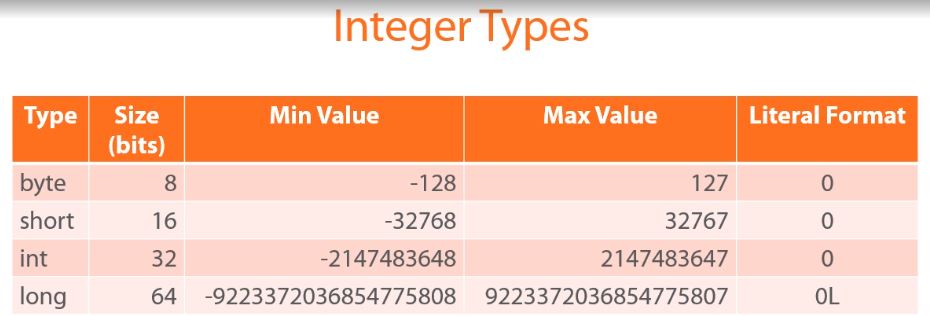 Integer Types
Type Size (bits) Min Value Max Value Literal Format
byte 8 -128 127 0
short 16 -32768 32767 0
int 32 -2147483648 2147483647 0
long 64 -9223372036854775808 9223372036854775807 0L